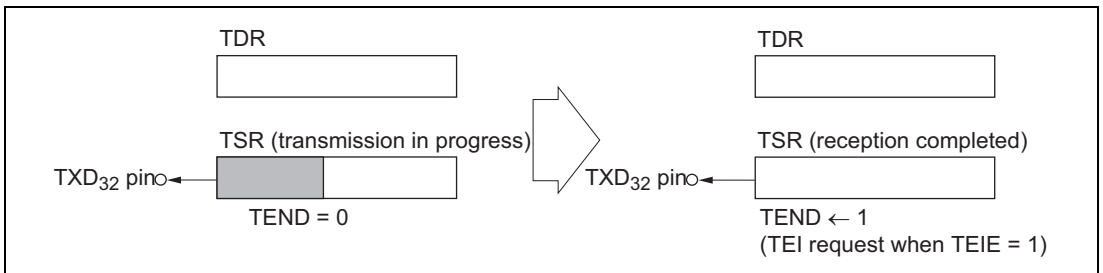 TDR
TSR (transmission in progress)
TXD32 pin
TEND = 0
TDR
TSR (reception completed)
TXD32 pin
TEND ← 1
(TEI request when TEIE = 1)